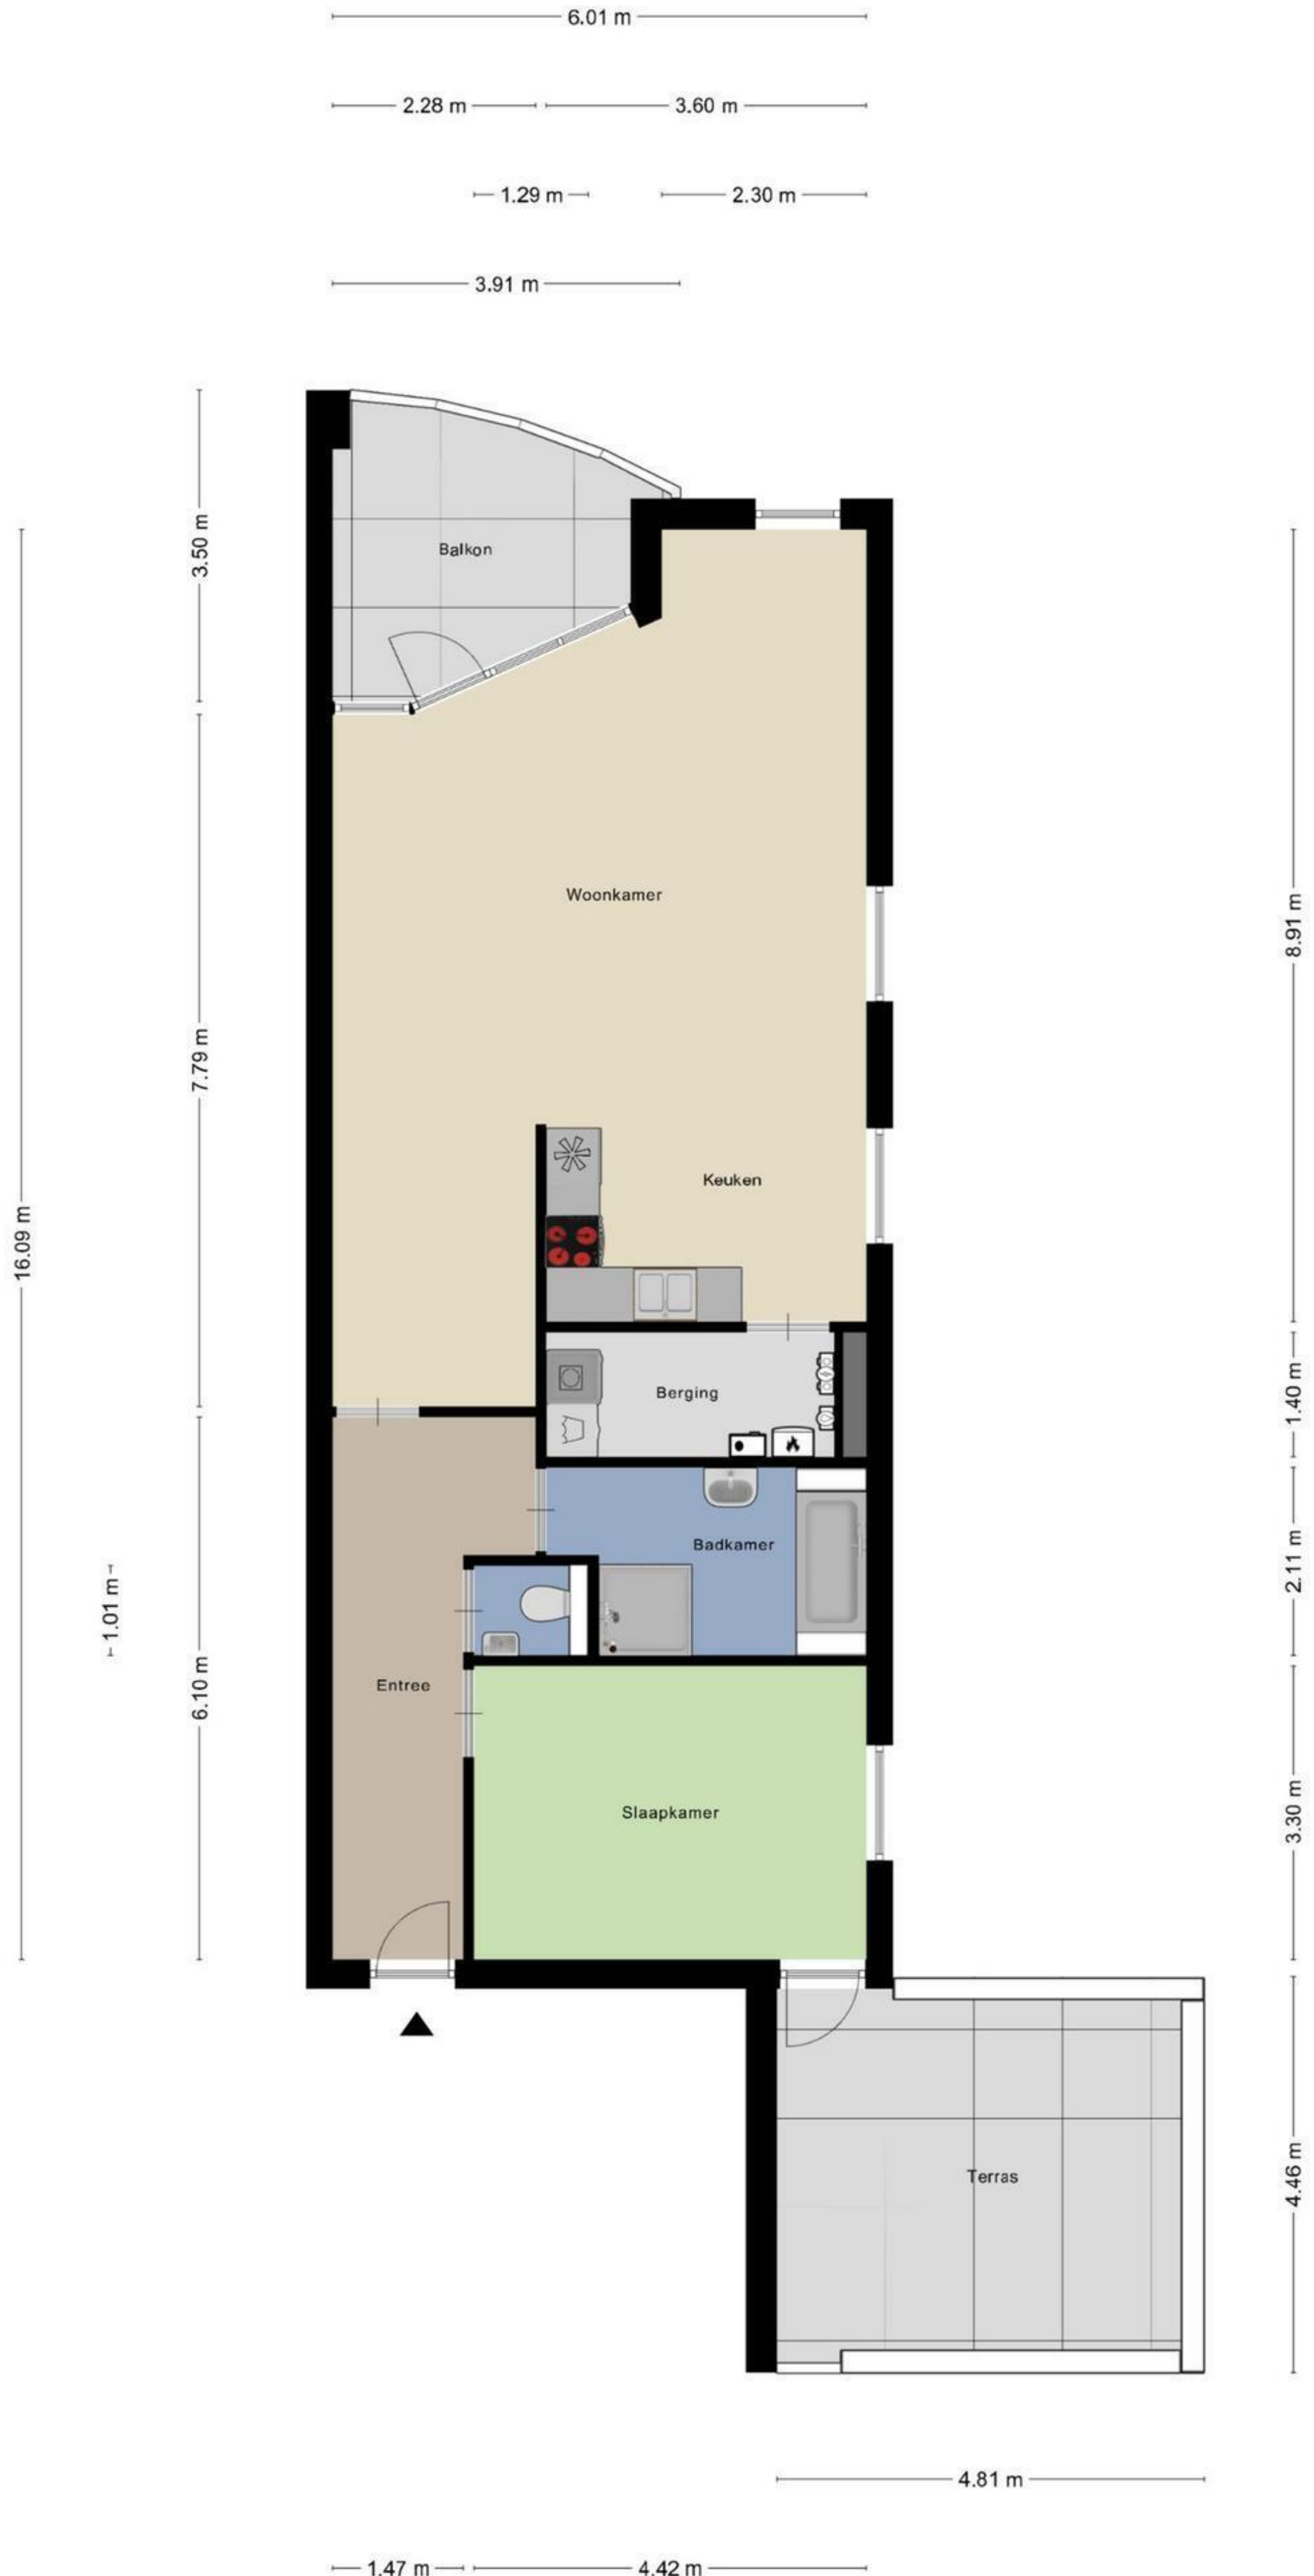 6.01 m
2.28 m
3.60 m
1.29 m
2.30 m
3.91 m
3.50 m
Balkon
Woonkamer
8.91 m
7.79 m
Keuken
16.09 m
Berging
1.40 m
Badkamer
2.11 m
1.01 m
Entree
6.10 m
Slaapkamer
3.30 m
Terras
4.46 m
4.81 m
1.47 m
4.42 m